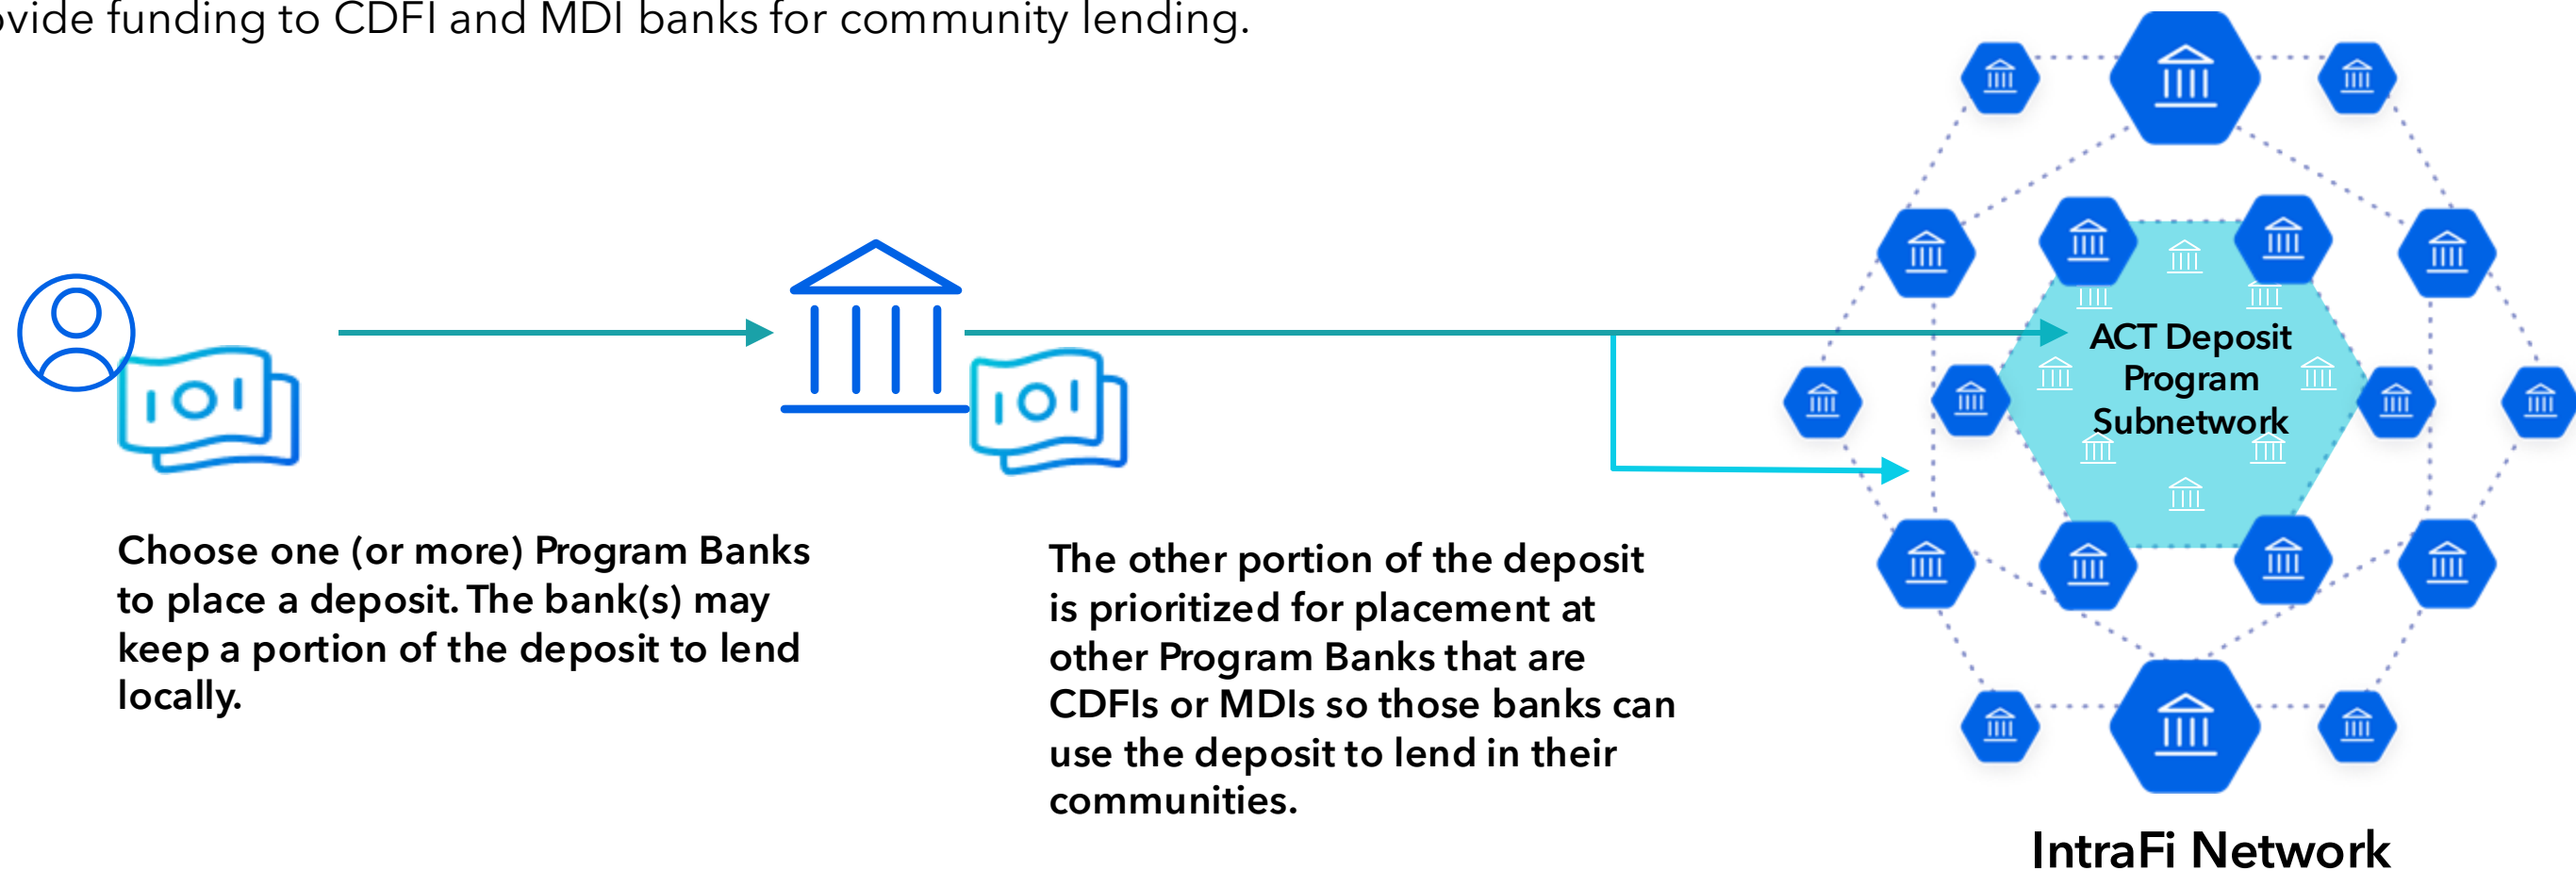 funding to CDFI and MDI banks for community lending.
ACT Deposit
Program
Subnetwork
Choose one (or more) Program Banks
to place a deposit. The bank(s) may
keep a portion of the deposit to lend
locally.
The other portion of the deposit
is prioritized for placement at
other Program Banks that are
CDFIs or MDIs so those banks can
use the deposit to lend in their
communities.
IntraFi Network